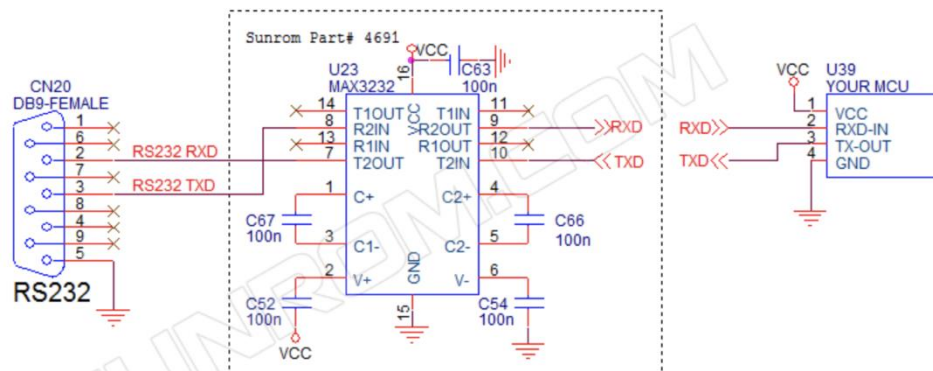 Sunrom Part# 4691
VCC
C63
100n
16
U23
MAX3232
CN20
DB9-FEMALE
1
6
2
7
3
8
4
9
5
RS232
RS232 RXD
RS232 TXD
14 T1OUT T1IN 11
8 R2IN R2OUT 9
13 R1IN R1OUT 12
7 T2OUT T2IN 10
VCC
1 C+ C2+ 4
3 C1- C2- 5
2 V+ V- 6
GND
15
C67
100n
C66
100n
C52
100n
C54
100n
VCC
RXD
TXD
VCC
U39
YOUR MCU
RXD
TXD
1 VCC
2 RXD-IN
3 TX-OUT
4 GND
SUNROM.COM